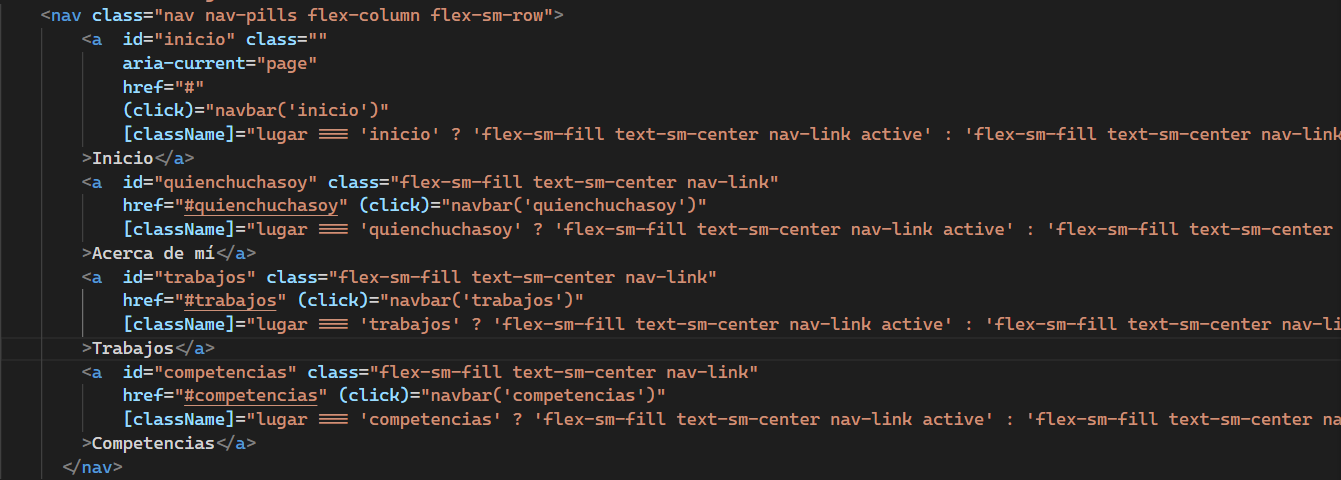 <nav class="nav nav-pills flex-column flex-sm-row">
<a  id="inicio" class=""
aria-current="page"
href="#"
(click)="navbar('inicio')"
[className]="lugar === 'inicio' ? 'flex-sm-fill text-sm-center nav-link active' : 'flex-sm-fill text-sm-center nav-link
>Inicio</a>
<a  id="quienchuchasoy" class="flex-sm-fill text-sm-center nav-link"
href="#quienchuchasoy" (click)="navbar('quienchuchasoy')"
[className]="lugar === 'quienchuchasoy' ? 'flex-sm-fill text-sm-center nav-link active' : 'flex-sm-fill text-sm-center
>Acerca de mí</a>
<a  id="trabajos" class="flex-sm-fill text-sm-center nav-link"
href="#trabajos" (click)="navbar('trabajos')"
[className]="lugar === 'trabajos' ? 'flex-sm-fill text-sm-center nav-link active' : 'flex-sm-fill text-sm-center nav-li
>Trabajos</a>
<a  id="competencias" class="flex-sm-fill text-sm-center nav-link"
href="#competencias" (click)="navbar('competencias')"
[className]="lugar === 'competencias' ? 'flex-sm-fill text-sm-center nav-link active' : 'flex-sm-fill text-sm-center na
>Competencias</a>
</nav>